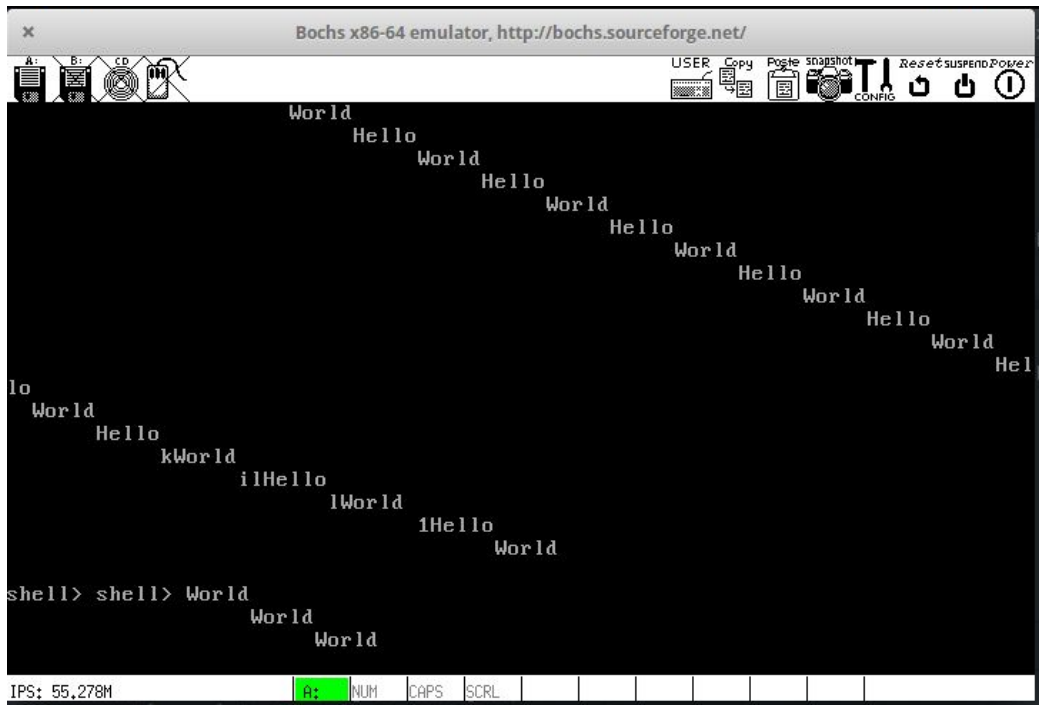 Bochs x86-64 emulator, http://bochs.sourceforge.net/
A: B: CD USER Copy Poste snapshot CONFIG Reset SUSPEND Power
World
Hello
World
Hello
World
Hello
World
Hello
World
Hello
World
Hel
lo
World
Hello
kWorld
ilHello
lWorld
1Hello
World
shell> shell> World
World
World
IPS: 55.278M A: NUM CAPS SCRL